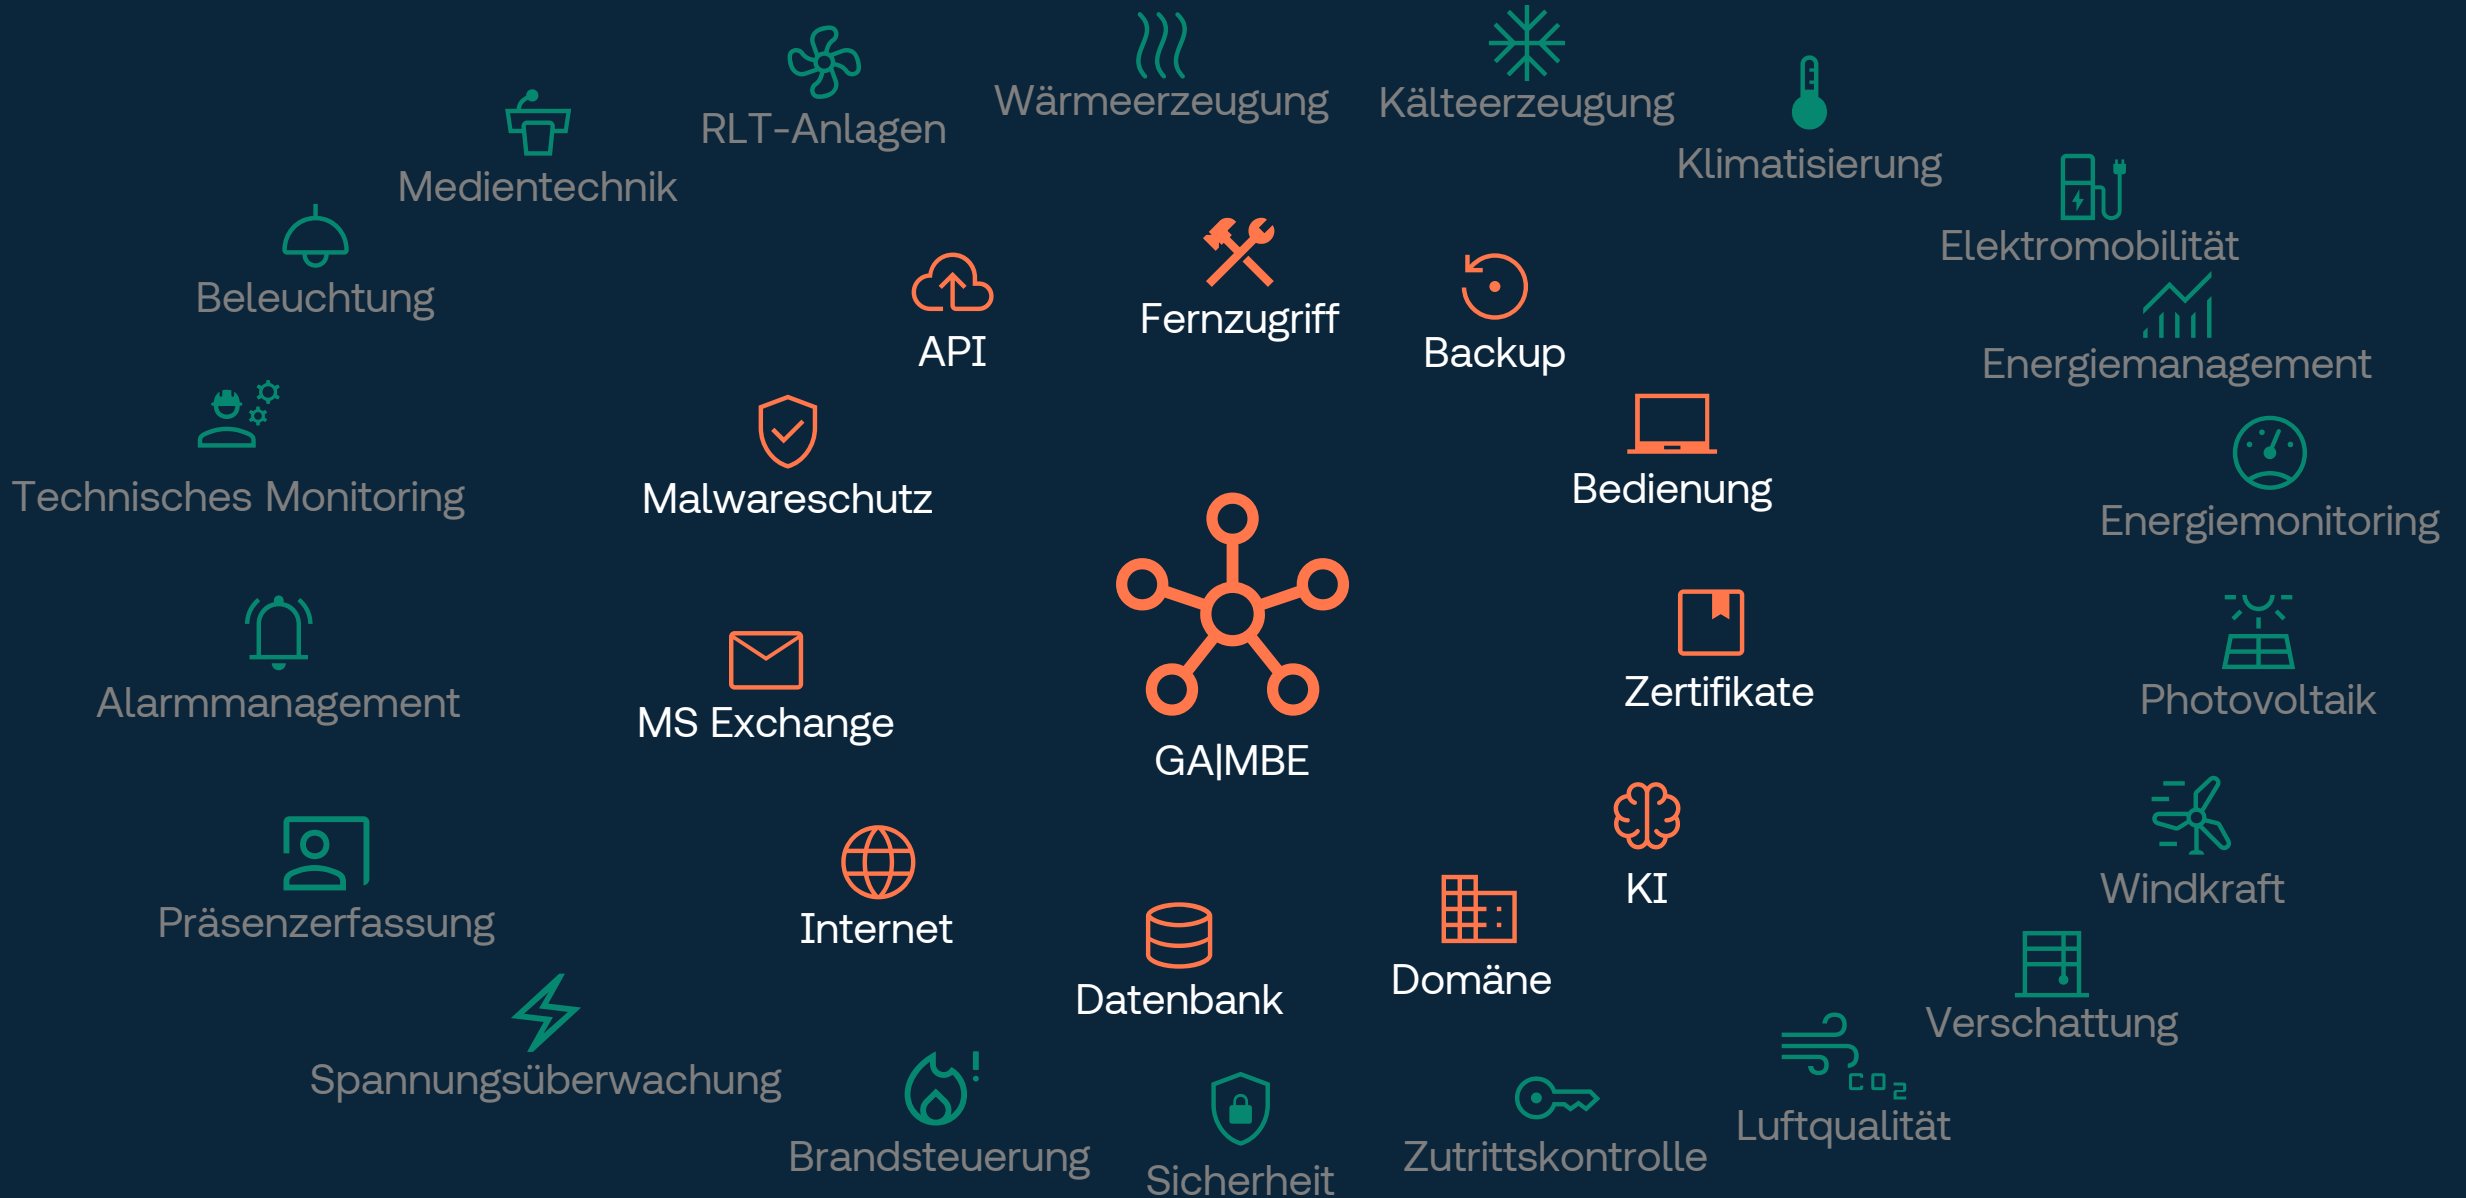 Wärmeerzeugung
Kälteerzeugung
RLT-Anlagen
Klimatisierung
Medientechnik
Elektromobilität
Beleuchtung
Fernzugriff
API
Backup
Energiemanagement
Technisches Monitoring
Malwareschutz
Bedienung
Energiemonitoring
Alarmmanagement
MS Exchange
GA|MBE
Zertifikate
Photovoltaik
Präsenzerfassung
Internet
KI
Windkraft
Datenbank
Domäne
Verschattung
Spannungsüberwachung
CO2
Luftqualität
Brandsteuerung
Sicherheit
Zutrittskontrolle